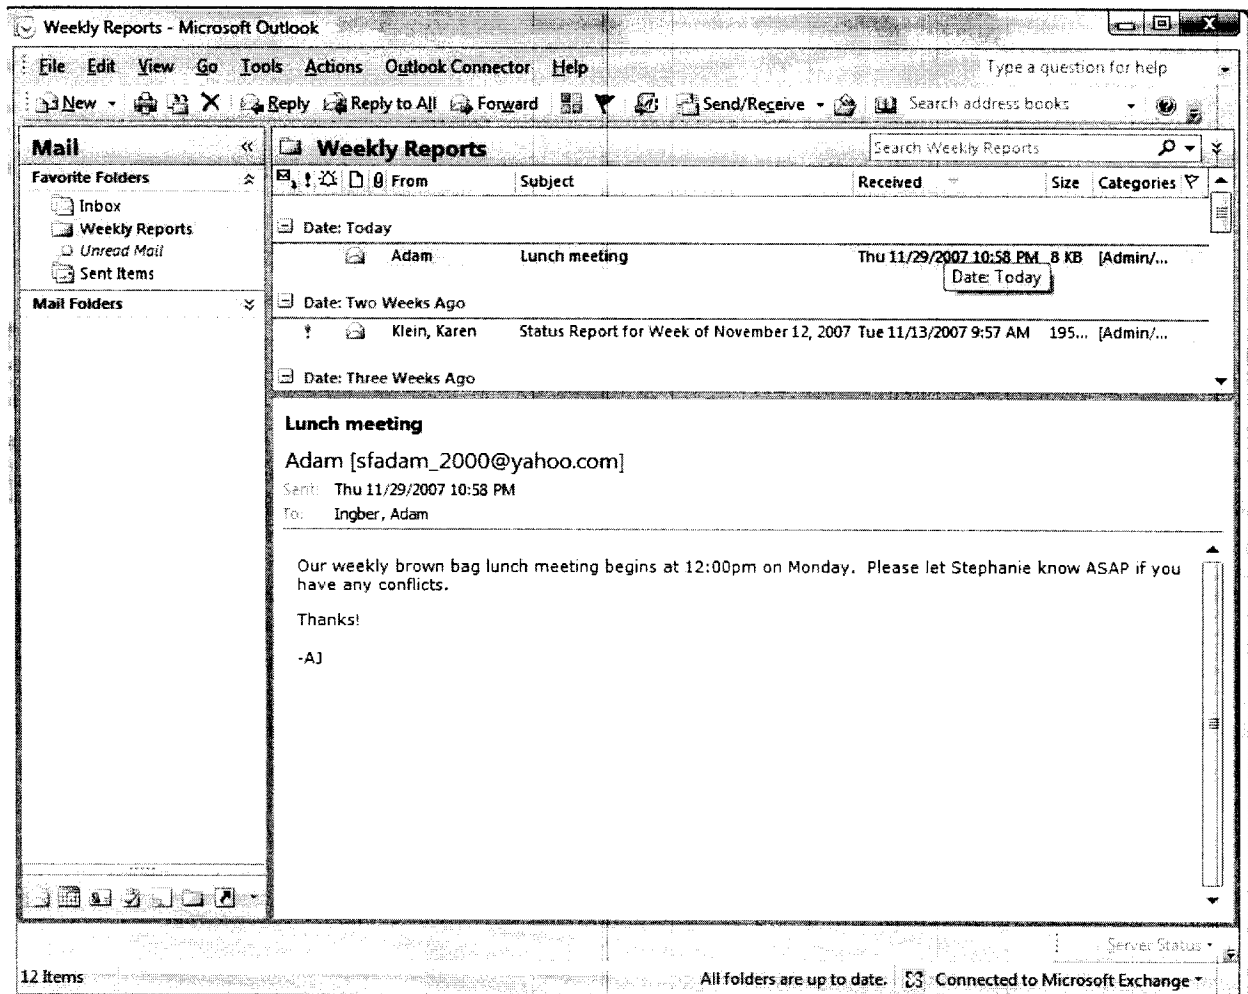 Weekly Reports - Microsoft Outlook
File Edit View Go Tools Actions Outlook Connector Help Type a question for help
New Reply Reply to All Forward Send/Receive Search address books
Mail
Favorite Folders
Inbox
Weekly Reports
Unread Mail
Sent Items
Mail Folders
Weekly Reports Search Weekly Reports
From Subject Received Size Categories
Date: Today
Adam Lunch meeting Thu 11/29/2007 10:58 PM 8 KB [Admin/...
Date: Today
Date: Two Weeks Ago
! Klein, Karen Status Report for Week of November 12, 2007 Tue 11/13/2007 9:57 AM 195... [Admin/...
Date: Three Weeks Ago
Lunch meeting
Adam [sfadam_2000@yahoo.com]
Sent: Thu 11/29/2007 10:58 PM
To: Ingber, Adam
Our weekly brown bag lunch meeting begins at 12:00pm on Monday. Please let Stephanie know ASAP if you
have any conflicts.
Thanks!
-AJ
Server Status
12 Items All folders are up to date. Connected to Microsoft Exchange